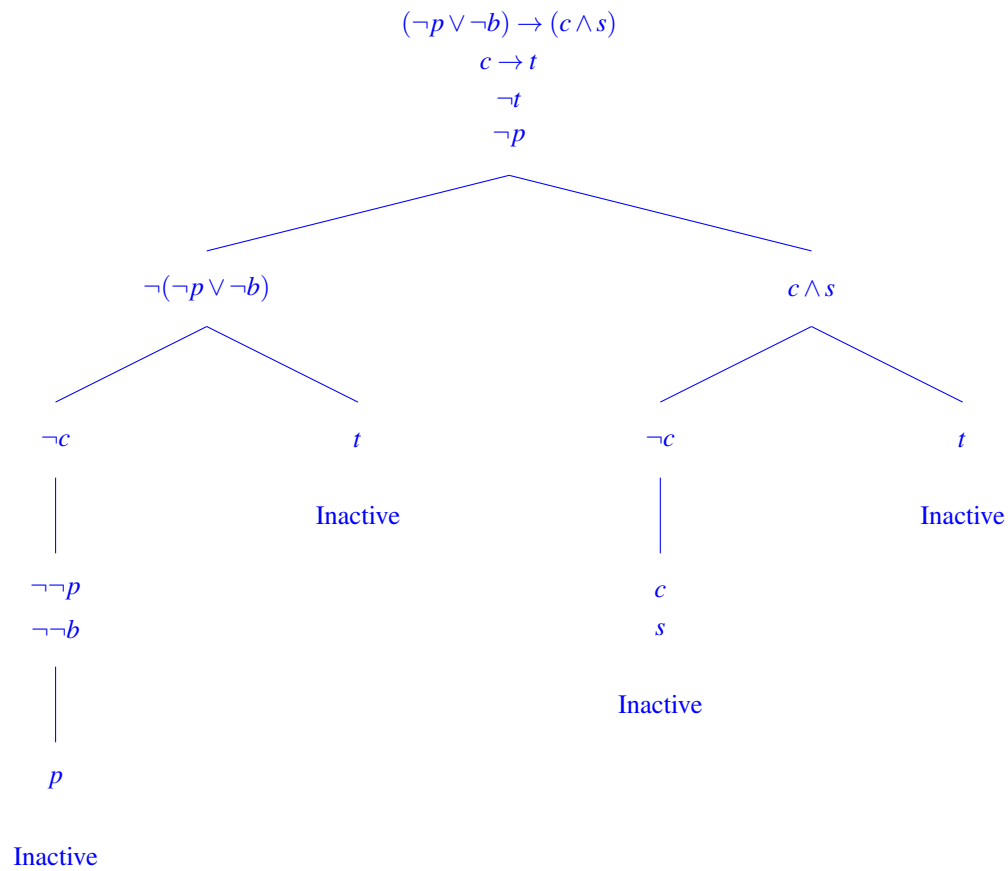 (¬p ∨ ¬b) → (c ∧ s)
c → t
¬t
¬p
¬(¬p ∨ ¬b)
c ∧ s
¬c
t
¬c
t
Inactive
Inactive
¬¬p
¬¬b
c
s
Inactive
p
Inactive